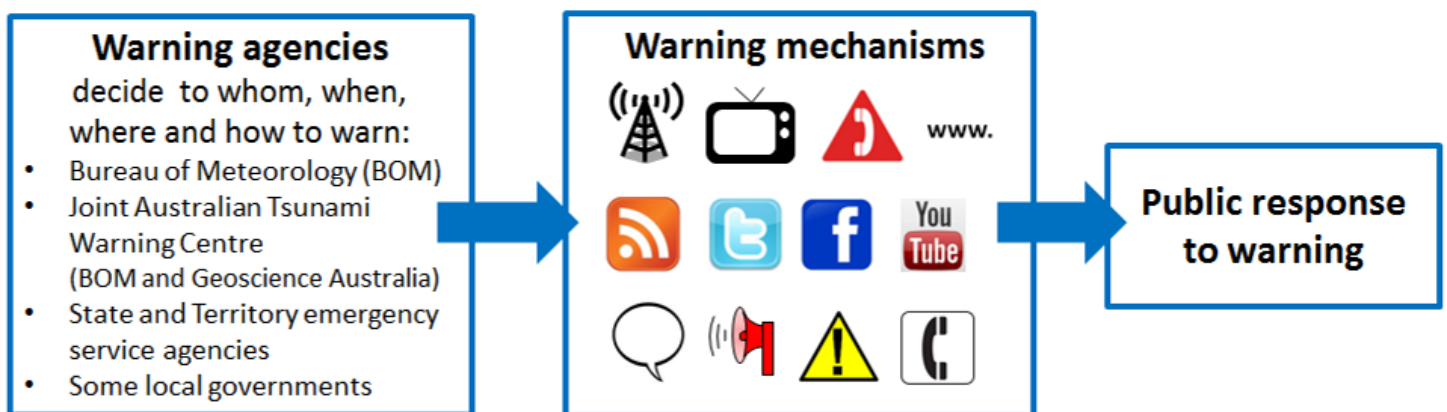 Warning agencies
decide to whom, when,
where and how to warn:
• Bureau of Meteorology (BOM)
• Joint Australian Tsunami
Warning Centre
(BOM and Geoscience Australia)
• State and Territory emergency
service agencies
• Some local governments
Warning mechanisms
www.
You
Tube
Public response
to warning